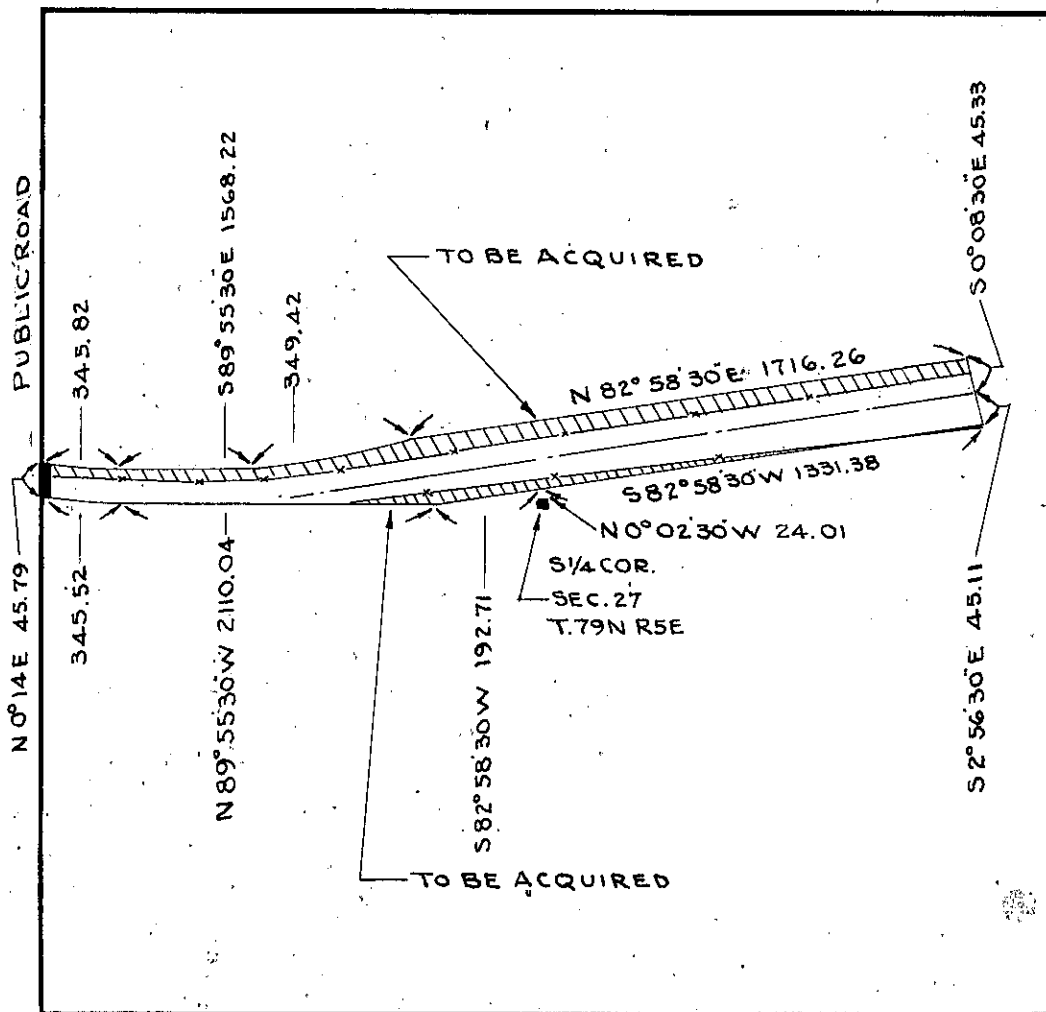 PUBLIC ROAD
345.82
S89°55'30"E 1568.22
349.42
TO BE ACQUIRED
N 82° 58'30"E 1716.26
S0°08'30"E 45.33
N 0°14'E 45.79
345.52
N89°55'30"W 2110.04
S82°58'30"W 192.71
S82°58'30"W 1331.38
N0°02'30"W 24.01
S1/4 COR.
SEC. 27
T.79N R5E
S2°56'30"E 45.11
TO BE ACQUIRED